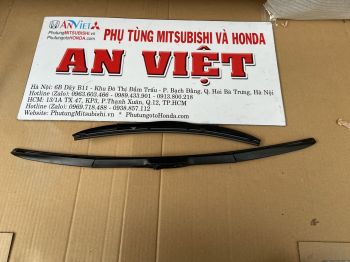 AN VIỆT
PhutungMitsubishi.vn
PhutungotoHonda.com
PHỤ TÙNG MITSUBISHI VÀ HONDA
AN VIỆT
Hà Nội: 6B Dãy B11 - Khu Đô Thị Đầm Trấu - P. Bạch Đằng, Q. Hai Bà Trưng, Hà Nội
Hotline (Zalo): 0963.603.466 - 0989.433.901 - 0913.800.216
HCM: 13/1A TX 47, KP3, P.Thạnh Xuân, Q.12, TP.HCM
Hotline (Zalo): 0969.718.488 - 0938.857.112
Website: PhutungMitsubishi.vn - PhutungotoHonda.com